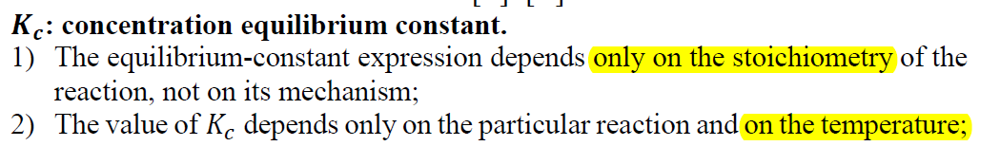 K_c: concentration equilibrium constant.
1) The equilibrium-constant expression depends only on the stoichiometry of the
reaction, not on its mechanism;
2) The value of K_c depends only on the particular reaction and on the temperature;